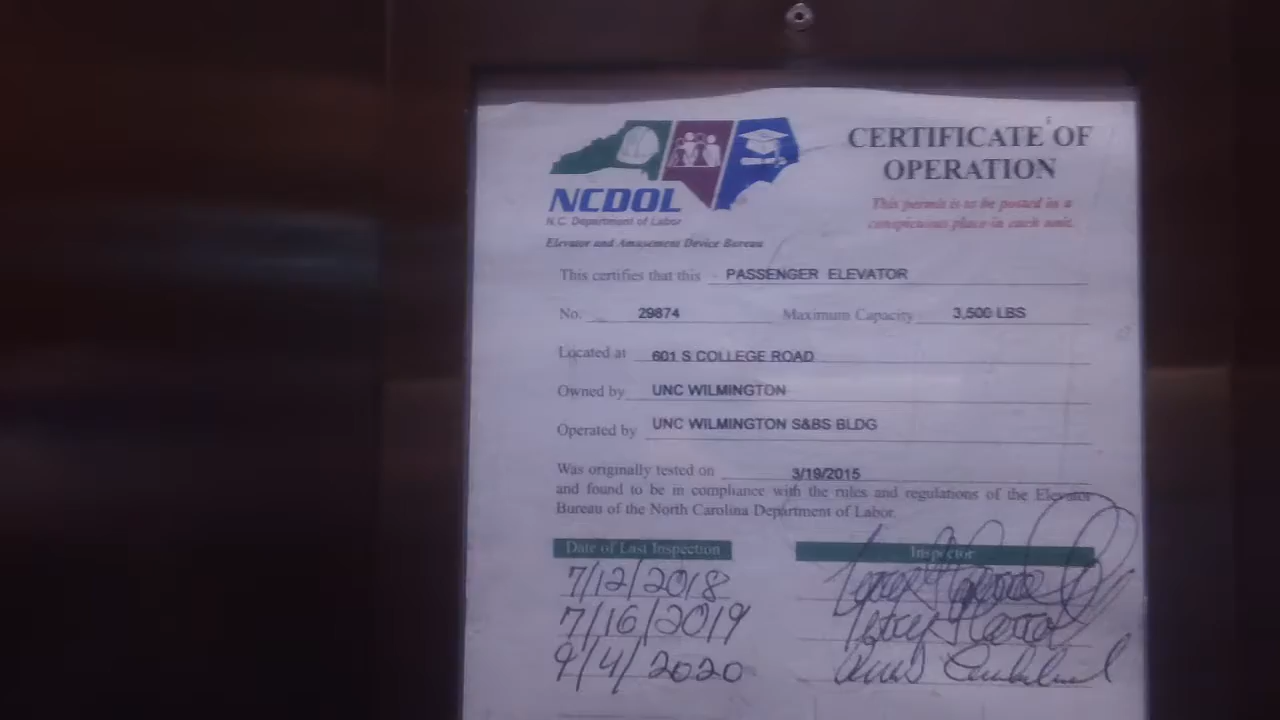 CERTIFICATE OF
OPERATION
This permit is to be posted in a
conspicuous place in each unit.
NCDOL
N.C. Department of Labor
Elevator and Amusement Device Bureau
This certifies that this PASSENGER ELEVATOR
No. 29874 Maximum Capacity 3,500 LBS
Located at 601 S COLLEGE ROAD
Owned by UNC WILMINGTON
Operated by UNC WILMINGTON S&BS BLDG
Was originally tested on 3/19/2015
and found to be in compliance with the rules and regulations of the Elevator
Bureau of the North Carolina Department of Labor.
Date of Last Inspection Inspector
7/12/2018
7/16/2019
9/4/2020